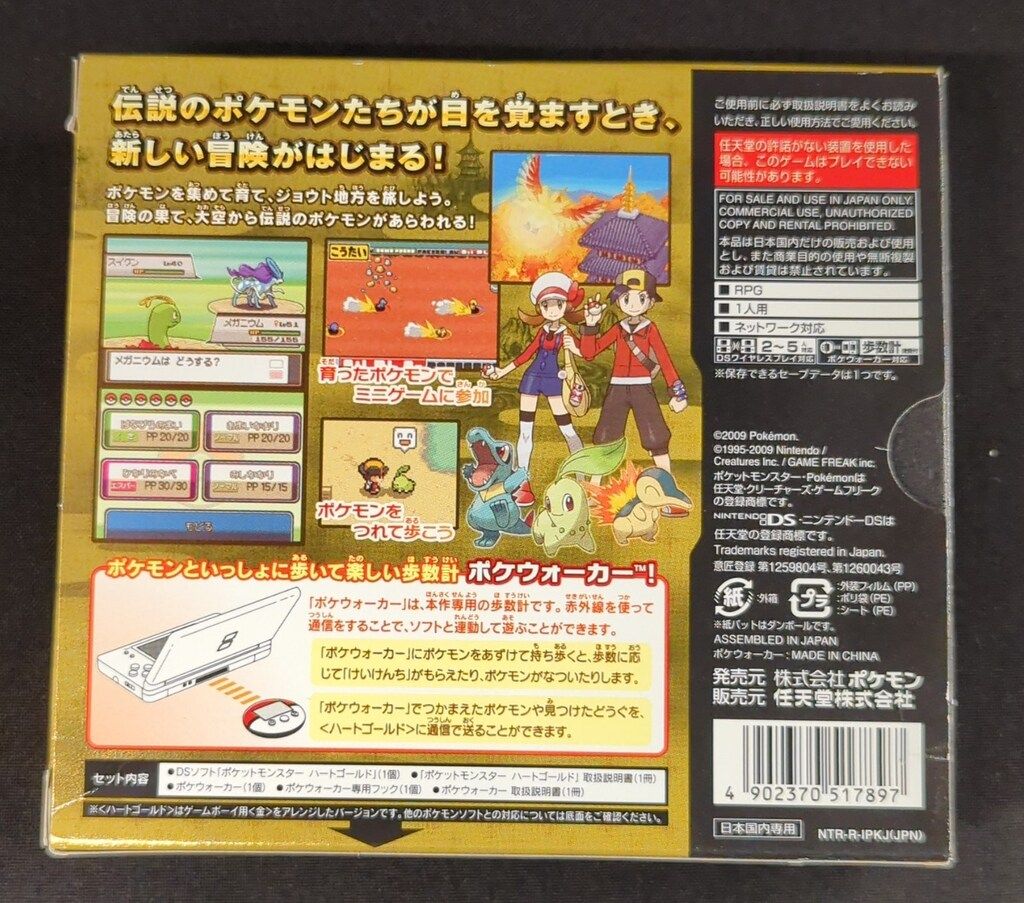 伝説のポケモンたちが目を覚ますとき、
新しい冒険がはじまる！
ポケモンを集めて育て、ジョウト地方を旅しよう。
冒険の果て、大空から伝説のポケモンがあらわれる！
スイクン Lv40
メガニウム Lv51
155/155
メガニウムは どうする？
PP 20/20
PP 20/20
エスパー PP 30/30
PP 15/15
もどる
こうたい
育ったポケモンで
ミニゲームに参加
ポケモンを
つれて歩こう
ポケモンといっしょに歩いて楽しい歩数計 ポケウォーカー™！
「ポケウォーカー」は、本作専用の歩数計です。赤外線を使って
通信をすることで、ソフトと連動して遊ぶことができます。
「ポケウォーカー」にポケモンをあずけて持ち歩くと、歩数に応
じて「けいけんち」がもらえたり、ポケモンがなついたりします。
「ポケウォーカー」でつかまえたポケモンや見つけたどうぐを、
<ハートゴールド>に通信で送ることができます。
セット内容
●DSソフト「ポケットモンスター ハートゴールド」(1個) ●「ポケットモンスター ハートゴールド」取扱説明書(1冊)
●ポケウォーカー(1個) ●ポケウォーカー専用フック(1個) ●ポケウォーカー 取扱説明書(1冊)
※<ハートゴールド>はゲームボーイ用<金>をアレンジしたバージョンです。他のポケモンソフトとの対応については底面をご確認ください。
ご使用前に必ず取扱説明書をよくお読み
いただき、正しい使用方法でご愛用ください。
任天堂の許諾がない装置を使用した
場合、このゲームはプレイできない
可能性があります。
FOR SALE AND USE IN JAPAN ONLY.
COMMERCIAL USE, UNAUTHORIZED
COPY AND RENTAL PROHIBITED.
本品は日本国内だけの販売および使用
とし、また商業目的の使用や無断複製
および賃貸は禁止されています。
■ RPG
■ 1人用
■ ネットワーク対応
2～5
DSワイヤレスプレイ対応
歩数計
ポケウォーカー対応
※保存できるセーブデータは1つです。
©2009 Pokémon.
©1995-2009 Nintendo /
Creatures Inc. / GAME FREAK inc.
ポケットモンスター・Pokémonは
任天堂・クリーチャーズ・ゲームフリーク
の登録商標です。
NINTENDO DS・ニンテンドーDSは
任天堂の登録商標です。
Trademarks registered in Japan.
意匠登録 第1259804号、第1260043号
紙 :外箱
プラ :外装フィルム (PP)
:ポリ袋 (PE)
:シート (PE)
※紙パットはダンボールです。
ASSEMBLED IN JAPAN
ポケウォーカー：MADE IN CHINA
発売元 株式会社ポケモン
販売元 任天堂株式会社
4 902370 517897
日本国内専用
NTR-R-IPKJ(JPN)